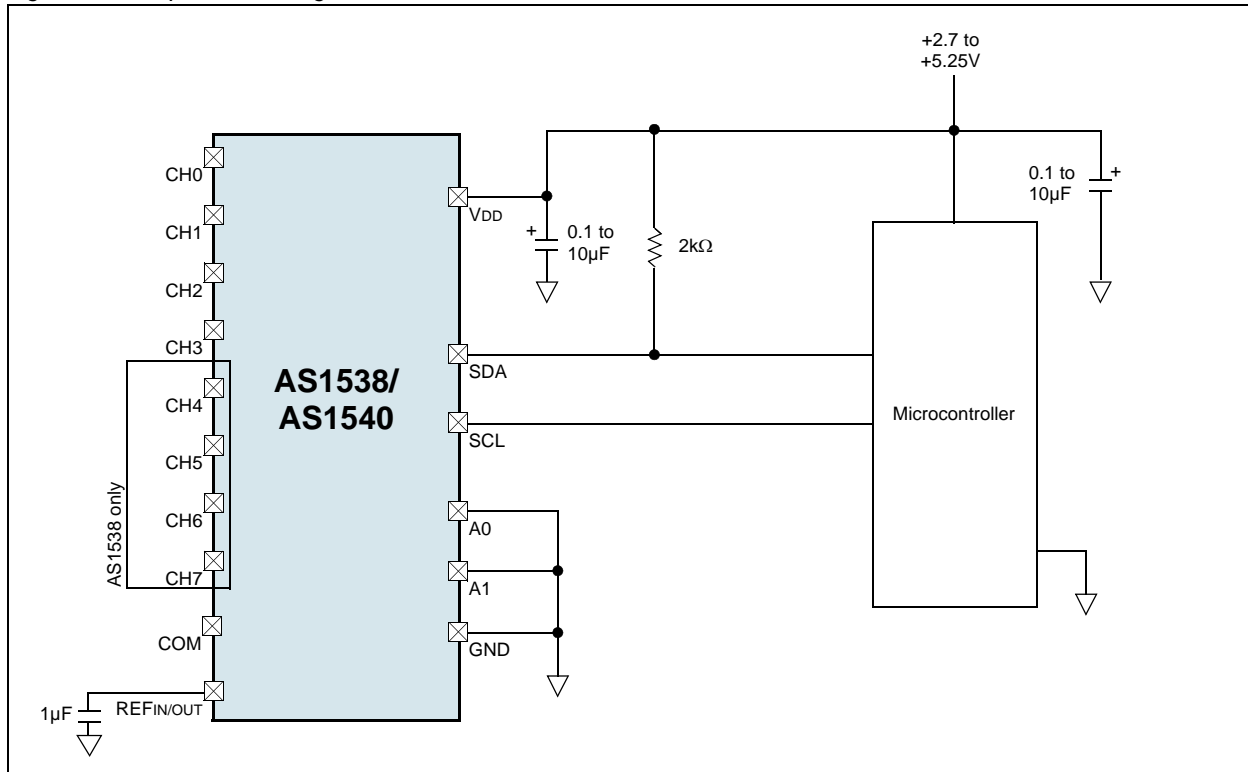 +2.7 to
+5.25V
CH0
CH1
CH2
CH3
CH4
CH5
CH6
CH7
AS1538 only
COM
REFIN/OUT
1µF
AS1538/
AS1540
VDD
SDA
SCL
A0
A1
GND
+
0.1 to
10µF
2kΩ
Microcontroller
0.1 to
10µF
+